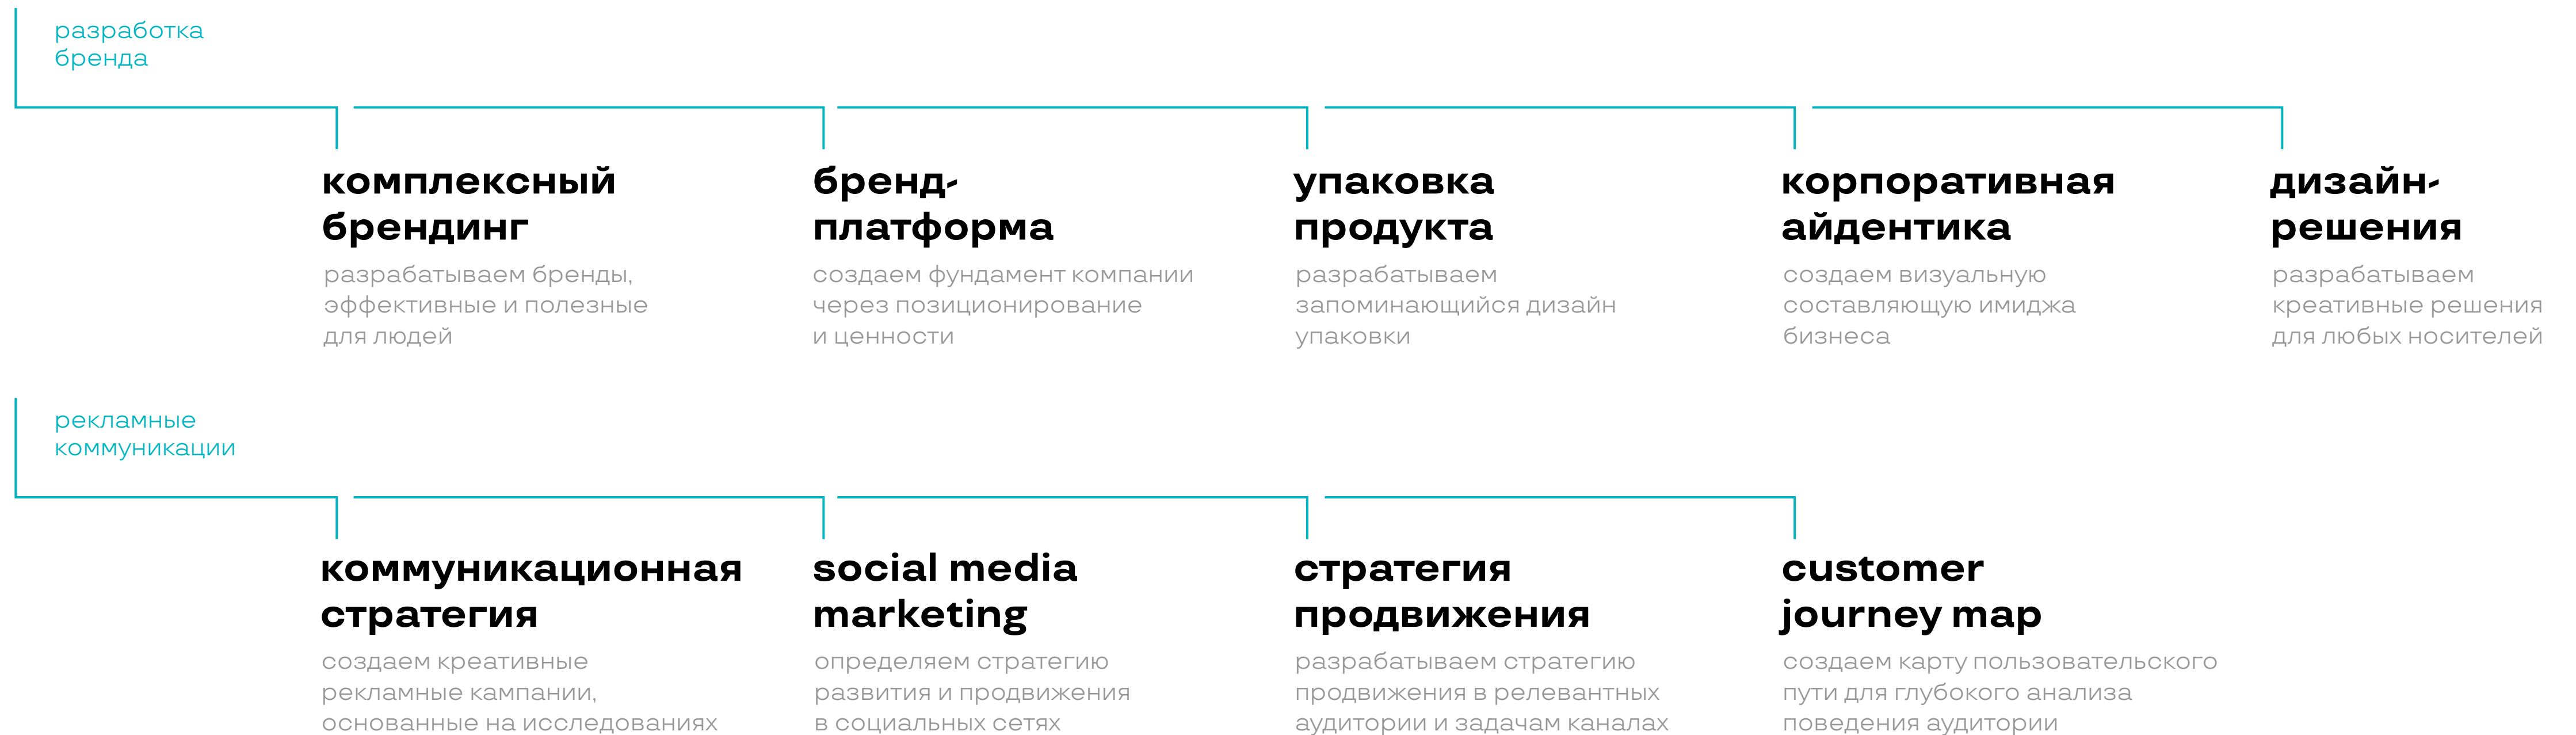 разработка
бренда
комплексный
брендинг
разрабатываем бренды,
эффективные и полезные
для людей
бренд-
платформа
создаем фундамент компании
через позиционирование
и ценности
упаковка
продукта
разрабатываем
запоминающийся дизайн
упаковки
корпоративная
айдентика
создаем визуальную
составляющую имиджа
бизнеса
дизайн-
решения
разрабатываем
креативные решения
для любых носителей
рекламные
коммуникации
коммуникационная
стратегия
создаем креативные
рекламные кампании,
основанные на исследованиях
social media
marketing
определяем стратегию
развития и продвижения
в социальных сетях
стратегия
продвижения
разрабатываем стратегию
продвижения в релевантных
аудитории и задачам каналах
customer
journey map
создаем карту пользовательского
пути для глубокого анализа
поведения аудитории